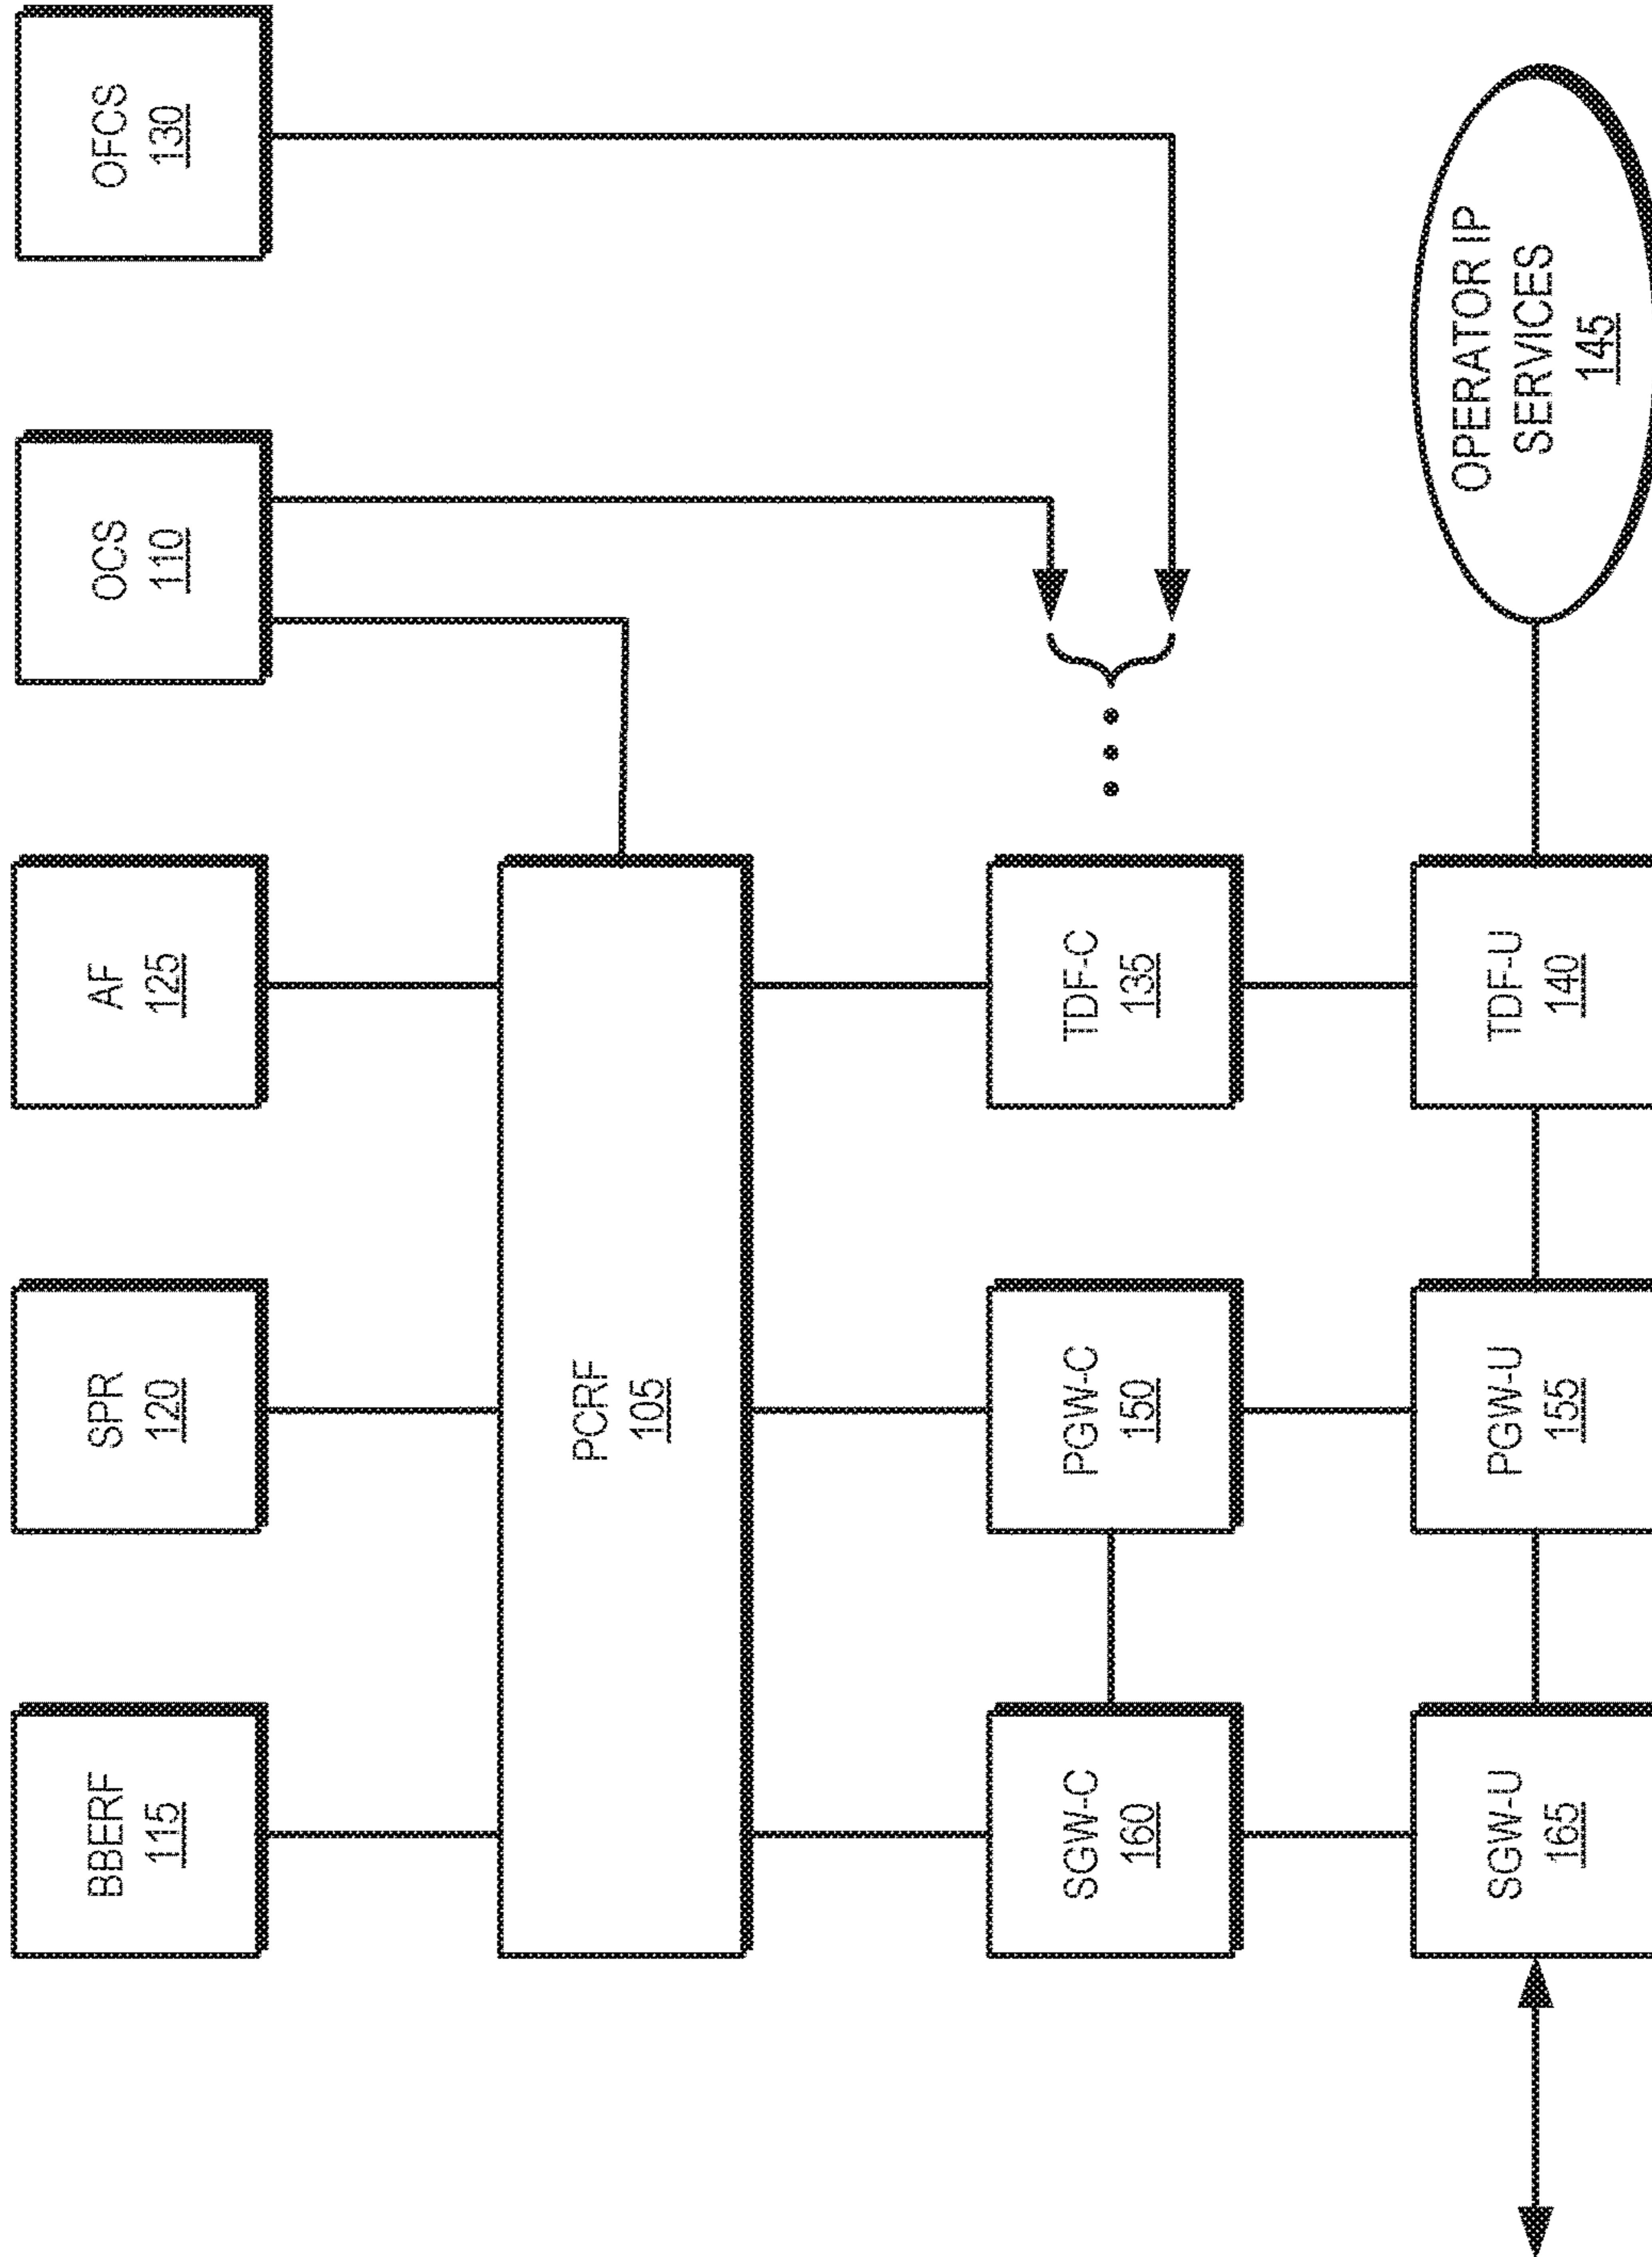 BBERF
115
SPR
120
AF
125
OCS
110
OFCS
130
PCRF
105
SGW-C
160
PGW-C
150
TDF-C
135
SGW-U
165
PGW-U
155
TDF-U
140
OPERATOR IP
SERVICES
145